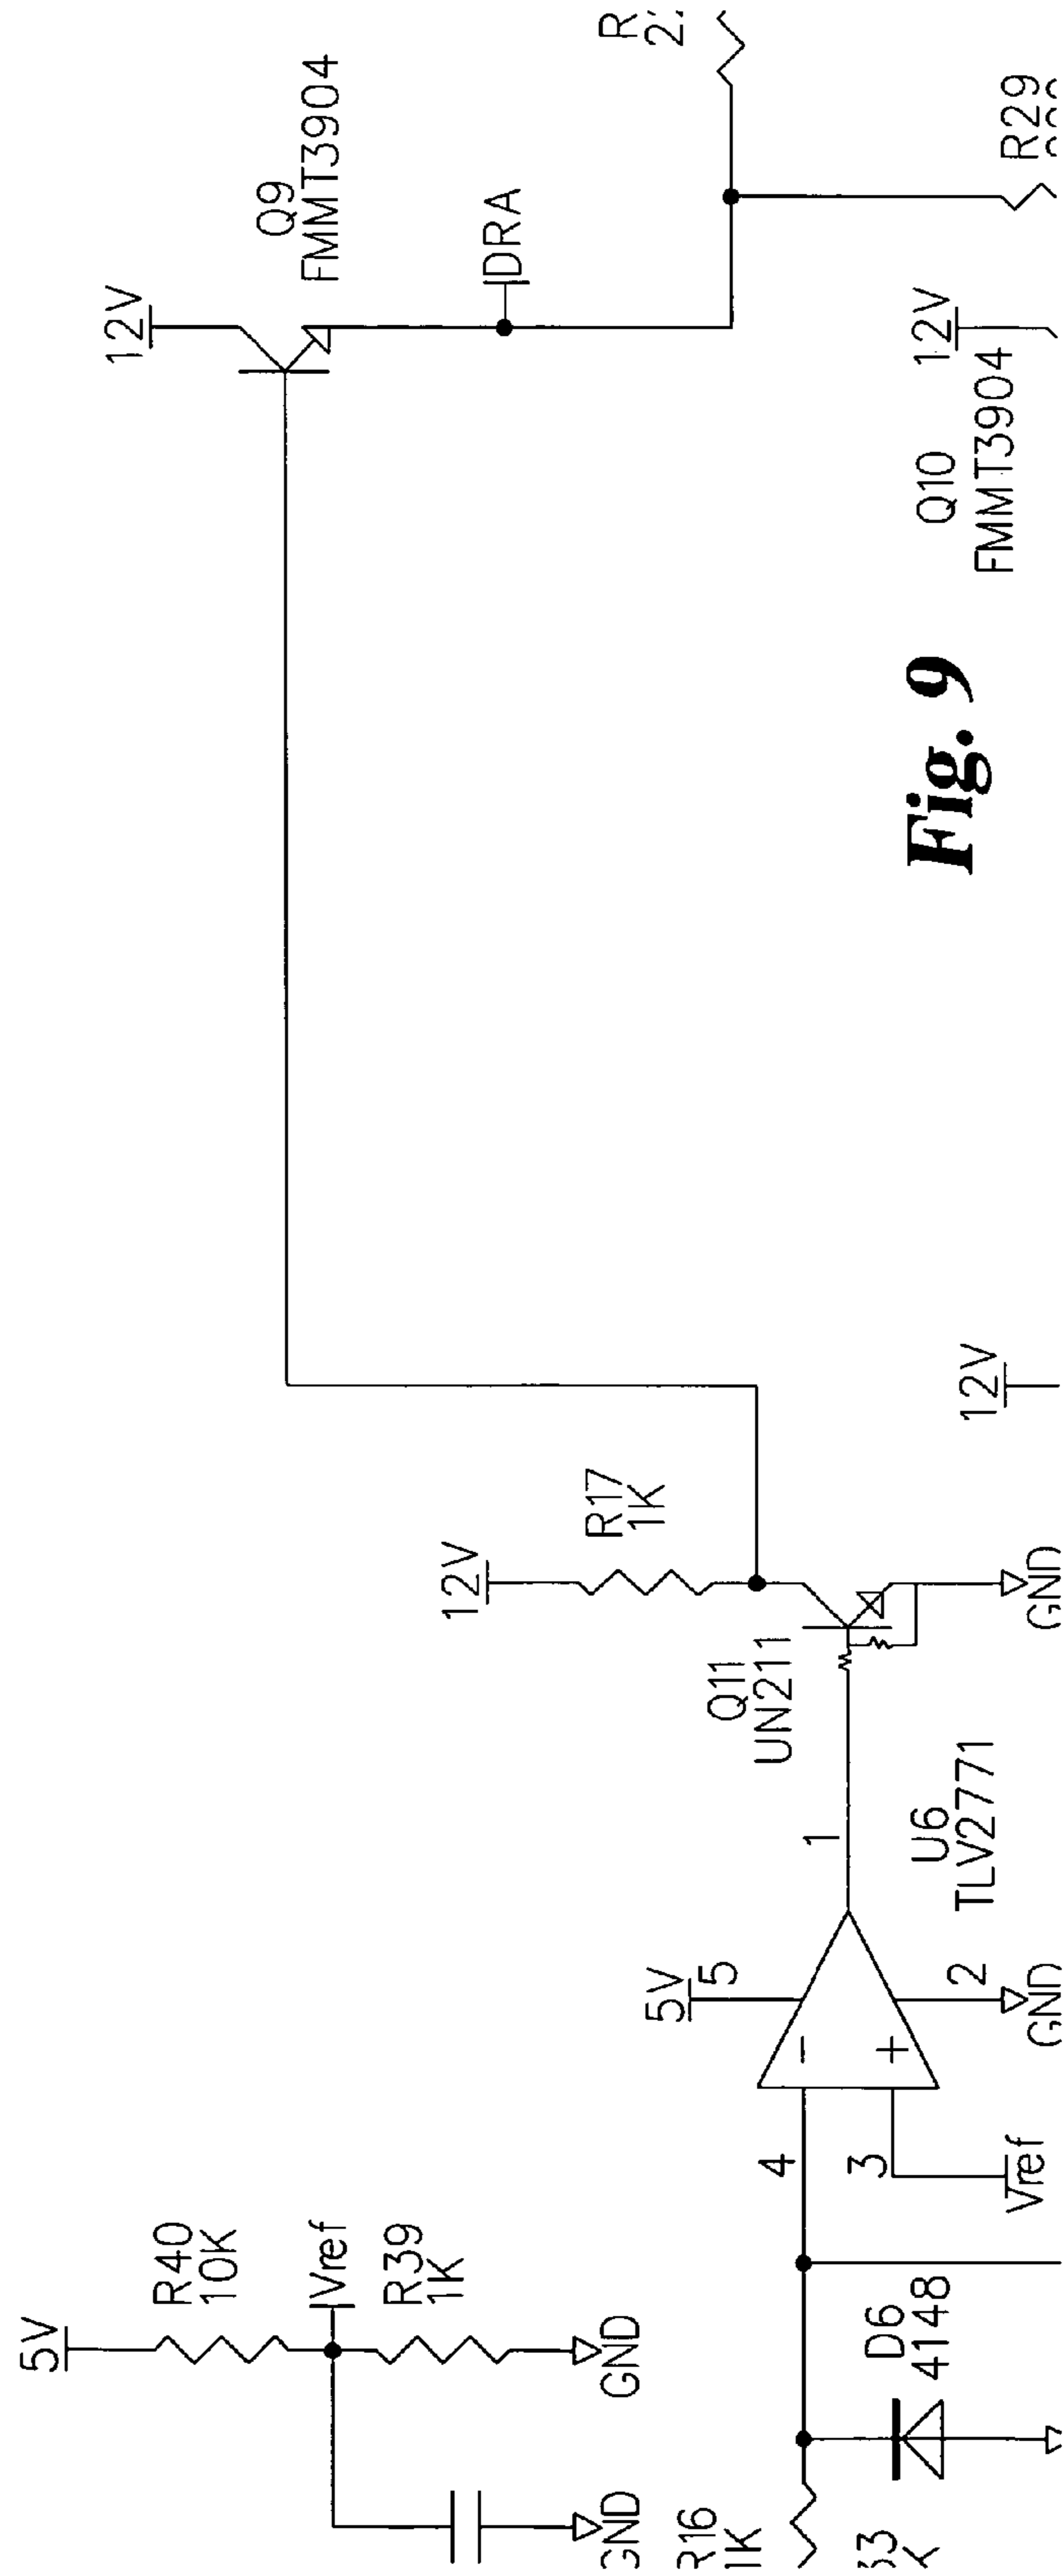 12V
Q9
FMMT3904
DRA
R29
12V
Q10
FMMT3904
Fig. 9
12V
R17
1K
12V
Q11
UN211
GND
1
U6
TLV2771
5V
5
2
GND
4
3
Vref
5V
R40
10K
Vref
R39
1K
GND
D6
4148
GND
R16
1K